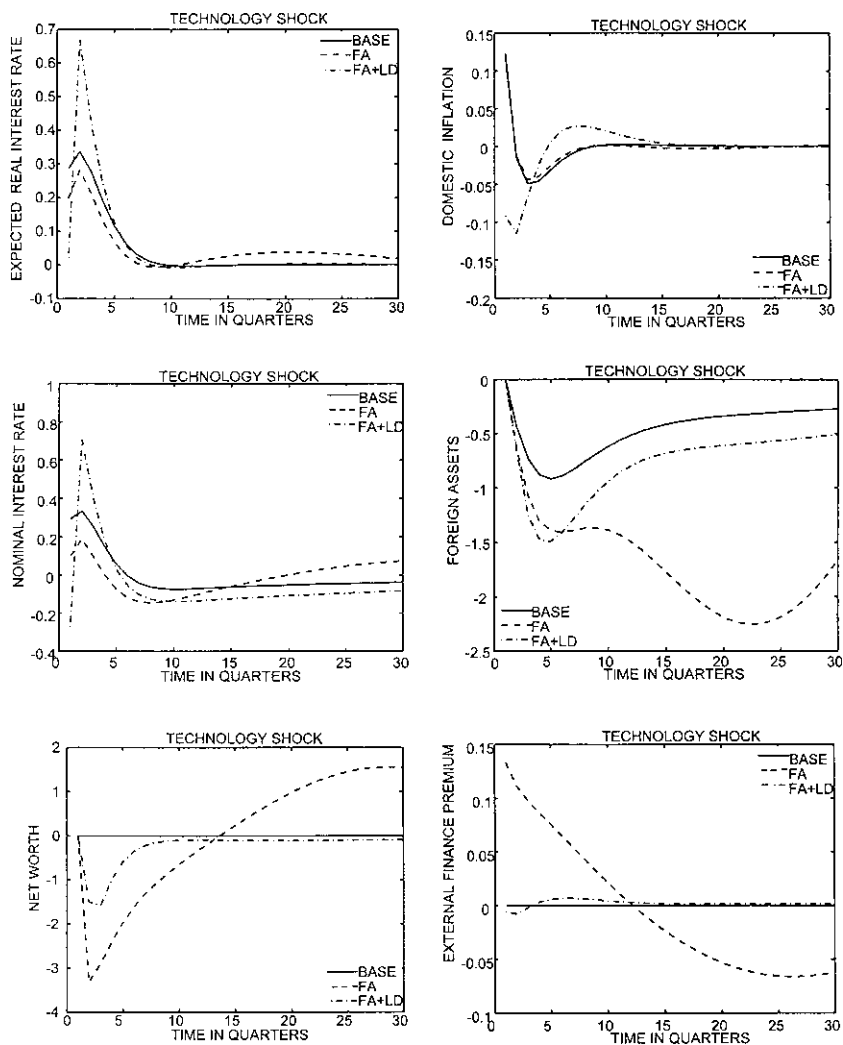 TECHNOLOGY SHOCK
EXPECTED REAL INTEREST RATE
0.7
0.6
0.5
0.4
0.3
0.2
0.1
0
-0.1
BASE
FA
FA+LD
0 5 10 15 20 25 30
TIME IN QUARTERS
TECHNOLOGY SHOCK
DOMESTIC INFLATION
0.15
0.1
0.05
0
-0.05
-0.1
-0.15
-0.2
BASE
FA
FA+LD
0 5 10 15 20 25 30
TIME IN QUARTERS
TECHNOLOGY SHOCK
NOMINAL INTEREST RATE
1
0.8
0.6
0.4
0.2
0
-0.2
-0.4
BASE
FA
FA+LD
0 5 10 15 20 25 30
TIME IN QUARTERS
TECHNOLOGY SHOCK
FOREIGN ASSETS
0
-0.5
-1
-1.5
-2
-2.5
BASE
FA
FA+LD
0 5 10 15 20 25 30
TIME IN QUARTERS
TECHNOLOGY SHOCK
NET WORTH
2
1
0
-1
-2
-3
-4
BASE
FA
FA+LD
0 5 10 15 20 25 30
TIME IN QUARTERS
TECHNOLOGY SHOCK
EXTERNAL FINANCE PREMIUM
0.15
0.1
0.05
0
-0.05
-0.1
BASE
FA
FA+LD
0 5 10 15 20 25 30
TIME IN QUARTERS